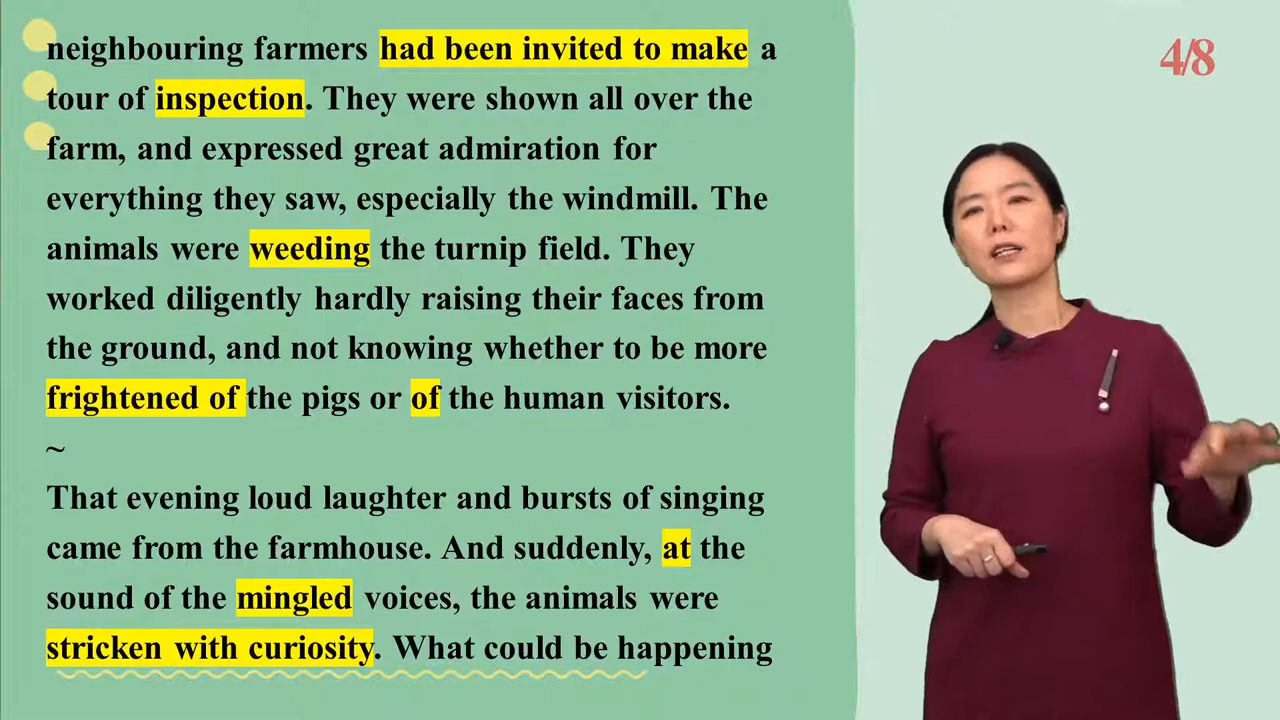 neighbouring farmers had been invited to make a
tour of inspection. They were shown all over the
farm, and expressed great admiration for
everything they saw, especially the windmill. The
animals were weeding the turnip field. They
worked diligently hardly raising their faces from
the ground, and not knowing whether to be more
frightened of the pigs or of the human visitors.
~
That evening loud laughter and bursts of singing
came from the farmhouse. And suddenly, at the
sound of the mingled voices, the animals were
stricken with curiosity. What could be happening
4/8